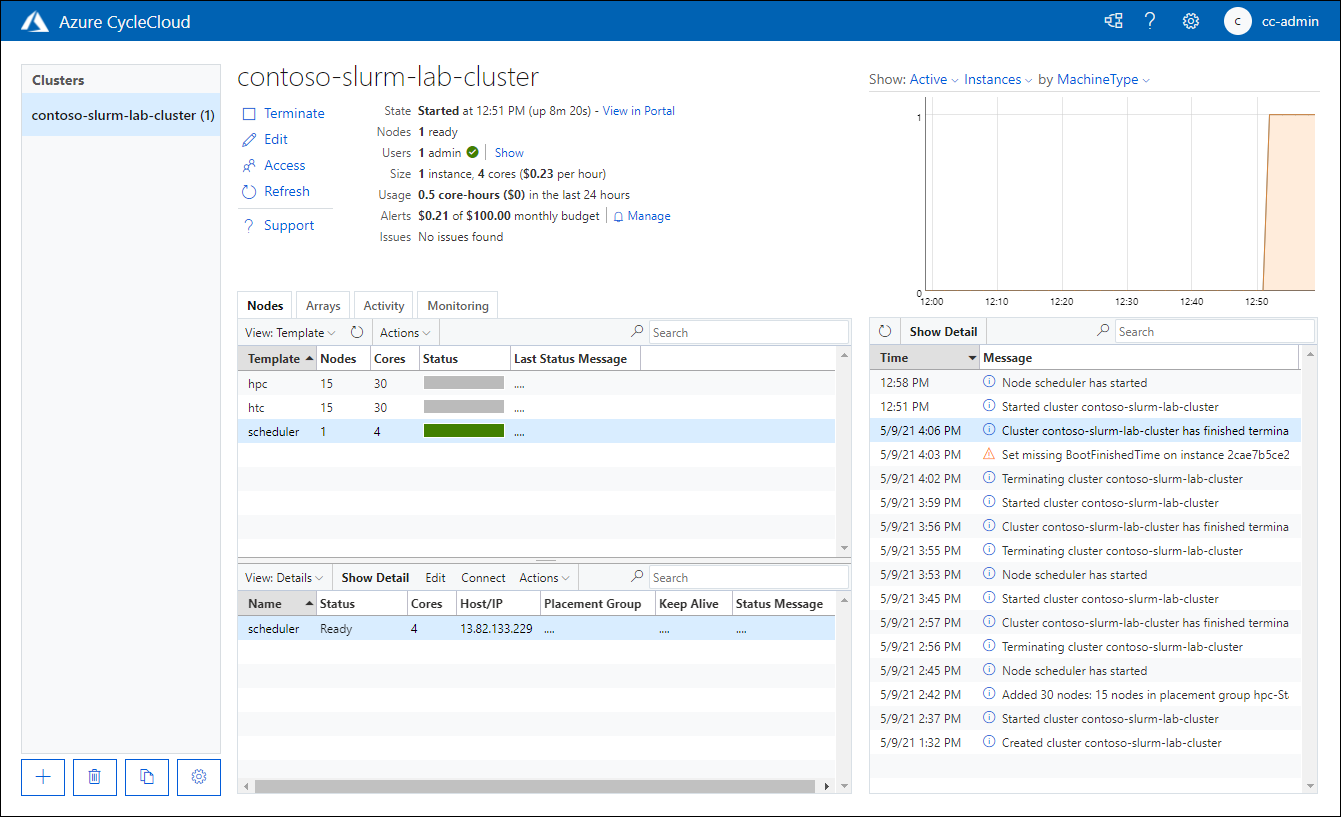 Azure CycleCloud
C cc-admin
Clusters
contoso-slurm-lab-cluster (1)
contoso-slurm-lab-cluster
Terminate
Edit
Access
Refresh
Support
State Started at 12:51 PM (up 8m 20s) - View in Portal
Nodes 1 ready
Users 1 admin Show
Size 1 instance, 4 cores ($0.23 per hour)
Usage 0.5 core-hours ($0) in the last 24 hours
Alerts $0.21 of $100.00 monthly budget Manage
Issues No issues found
Show: Active Instances by MachineType
1
0
12:00 12:10 12:20 12:30 12:40 12:50
Nodes Arrays Activity Monitoring
View: Template Actions Search
Template Nodes Cores Status Last Status Message
hpc 15 30 ....
htc 15 30 ....
scheduler 1 4 ....
View: Details Show Detail Edit Connect Actions Search
Name Status Cores Host/IP Placement Group Keep Alive Status Message
scheduler Ready 4 13.82.133.229 .... .... ....
Show Detail Search
Time Message
12:58 PM Node scheduler has started
12:51 PM Started cluster contoso-slurm-lab-cluster
5/9/21 4:06 PM Cluster contoso-slurm-lab-cluster has finished termina
5/9/21 4:03 PM Set missing BootFinishedTime on instance 2cae7b5ce2
5/9/21 4:02 PM Terminating cluster contoso-slurm-lab-cluster
5/9/21 3:59 PM Started cluster contoso-slurm-lab-cluster
5/9/21 3:56 PM Cluster contoso-slurm-lab-cluster has finished termina
5/9/21 3:55 PM Terminating cluster contoso-slurm-lab-cluster
5/9/21 3:53 PM Node scheduler has started
5/9/21 3:45 PM Started cluster contoso-slurm-lab-cluster
5/9/21 2:57 PM Cluster contoso-slurm-lab-cluster has finished termina
5/9/21 2:56 PM Terminating cluster contoso-slurm-lab-cluster
5/9/21 2:45 PM Node scheduler has started
5/9/21 2:42 PM Added 30 nodes: 15 nodes in placement group hpc-St
5/9/21 2:37 PM Started cluster contoso-slurm-lab-cluster
5/9/21 1:32 PM Created cluster contoso-slurm-lab-cluster